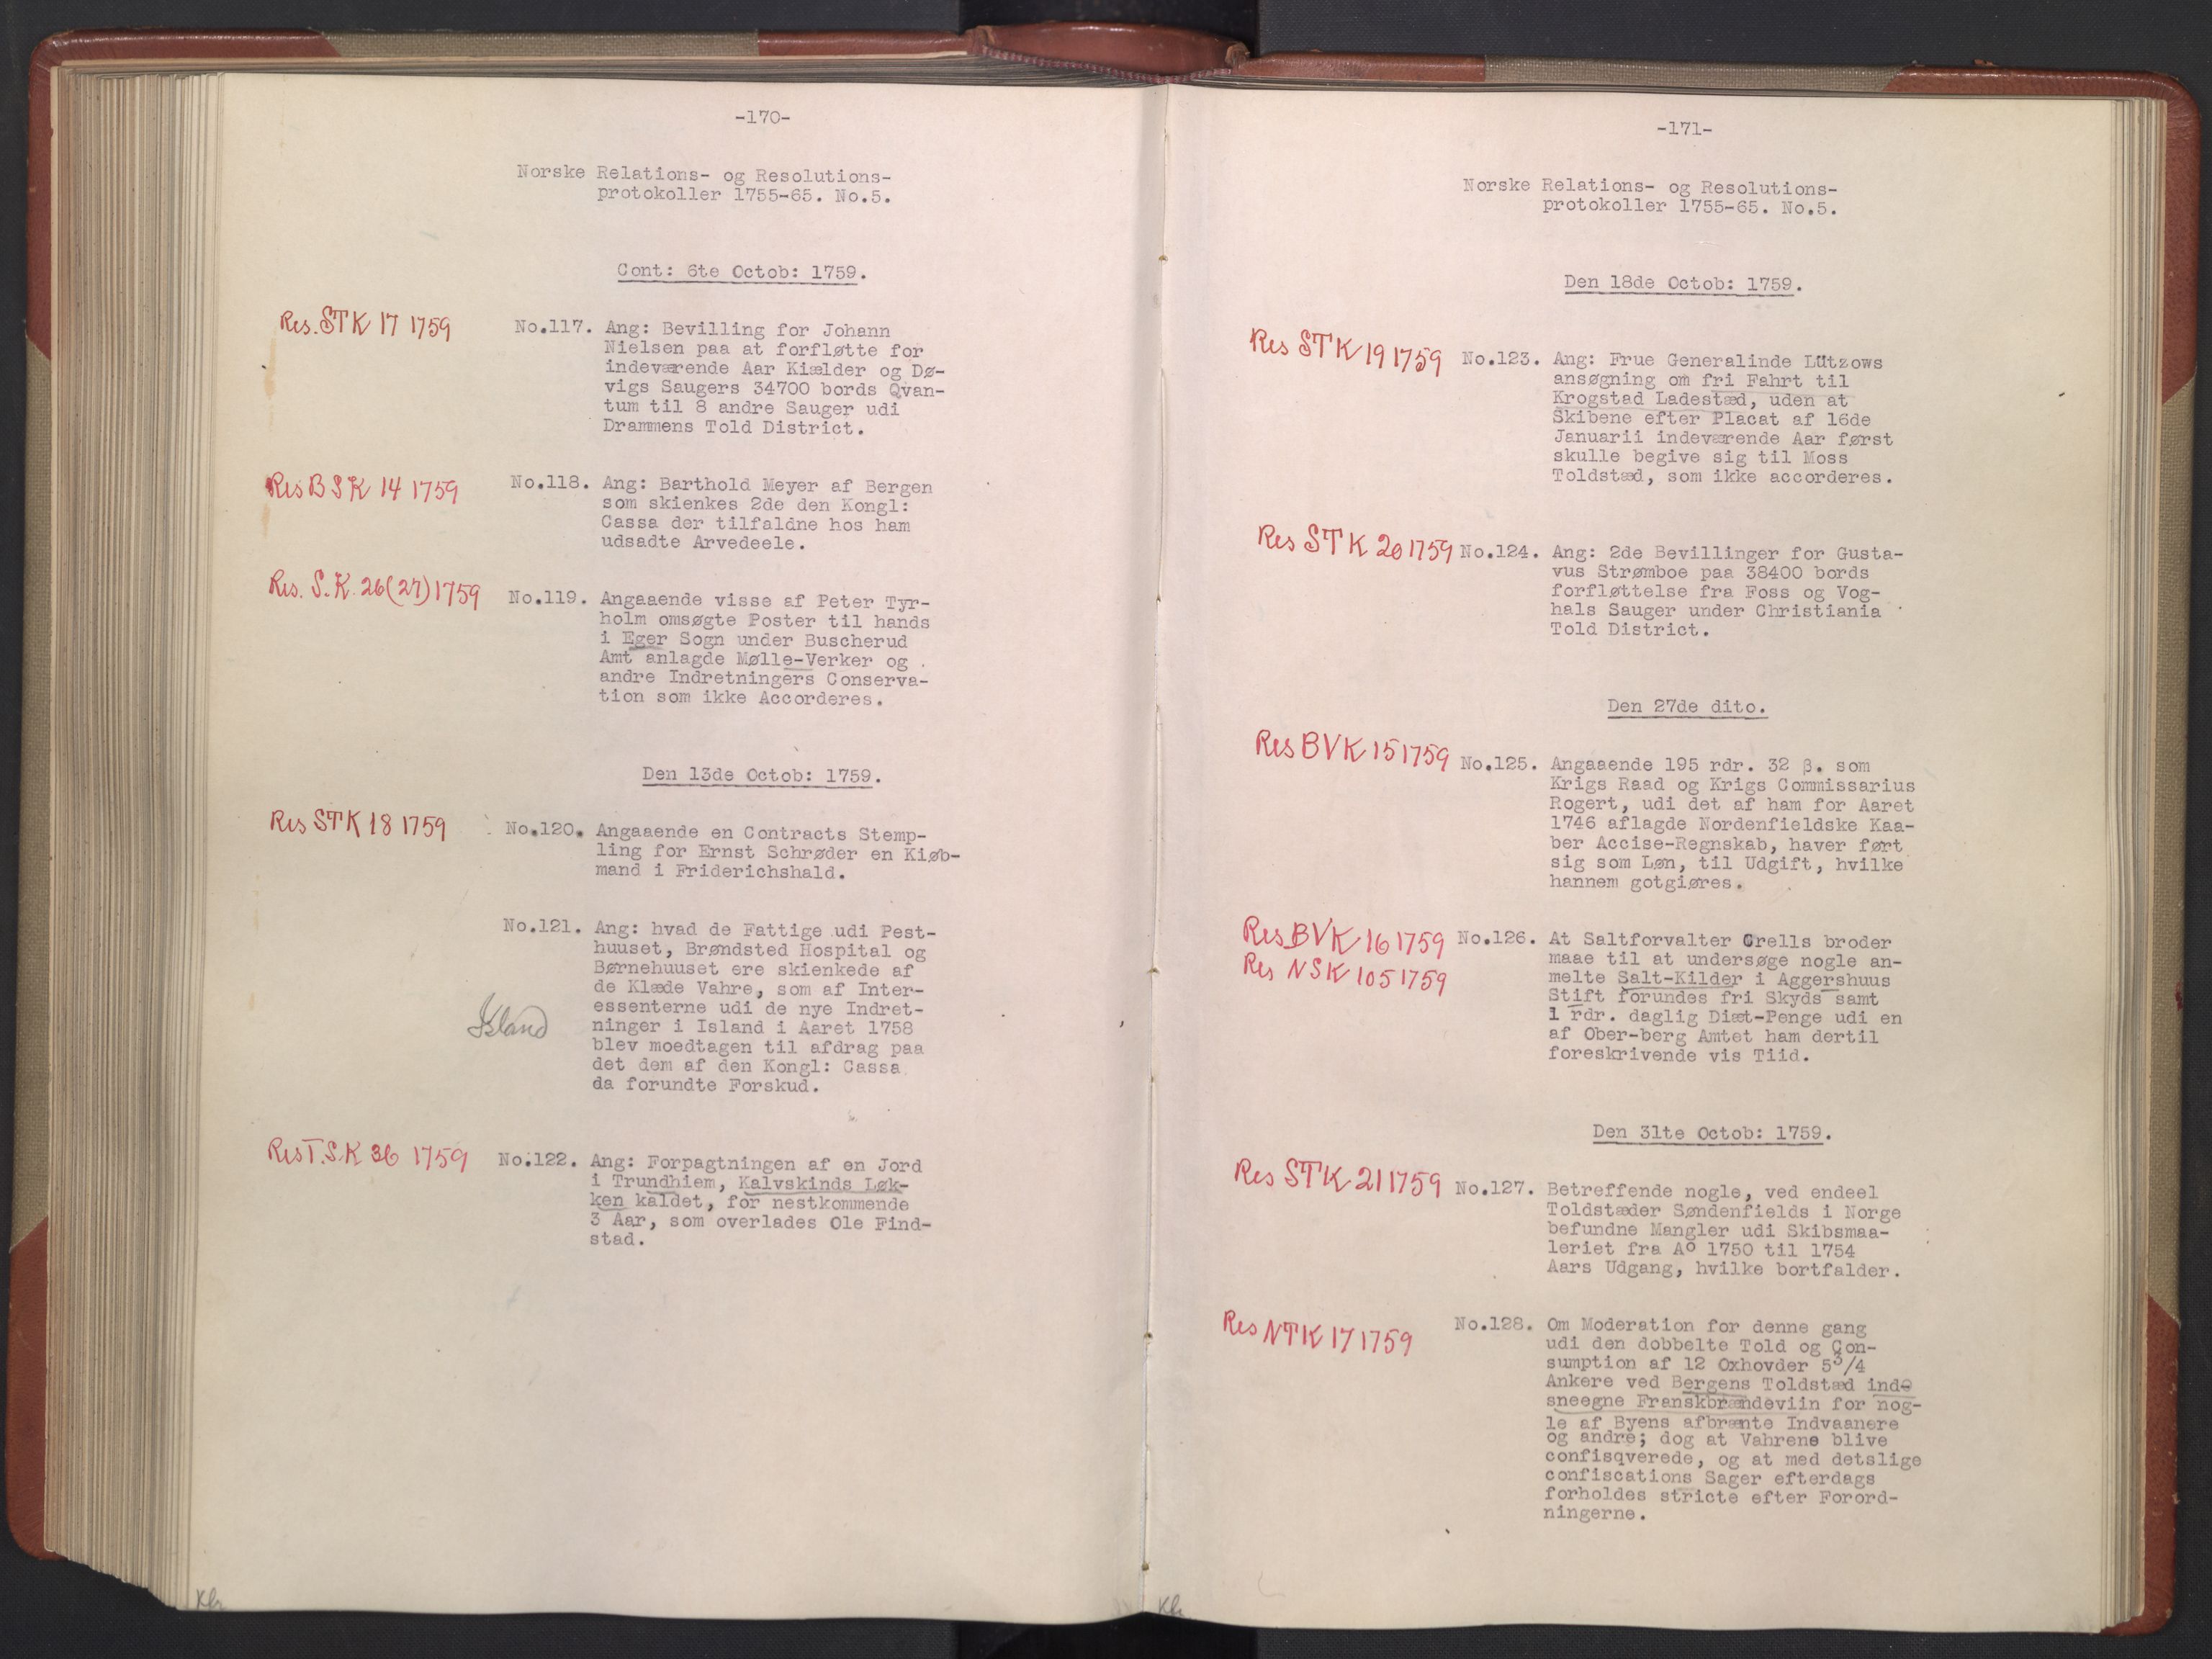 -170-
Norske Relations- og Resolutions-
protokoller 1755-65. No.5.
Cont: 6te Octob: 1759.
Res. STK 17 1759
No.117. Ang: Bevilling for Johann
Nielsen paa at forfløtte for
indeværende Aar Kiælder og Dø-
vigs Saugers 34700 bords Qvan-
tum til 8 andre Sauger udi
Drammens Told District.
Res BSK 14 1759
No.118. Ang: Barthold Meyer af Bergen
som skienkes 2de den Kongl:
Cassa der tilfaldne hos ham
udsadte Arvedeele.
Res. S.K. 26(27) 1759
No.119. Angaaende visse af Peter Tyr-
holm omsøgte Poster til hands
i Eger Sogn under Buscherud
Amt anlagde Mølle-Verker og
andre Indretningers Conserva-
tion som ikke Accorderes.
Den 13de Octob: 1759.
Res STK 18 1759
No.120. Angaaende en Contracts Stemp-
ling for Ernst Schrøder en Kiøb-
mand i Friderichshald.
No.121. Ang: hvad de Fattige udi Pest-
huuset, Brøndsted Hospital og
Børnehuuset ere skienkede af
de Klæde Vahre, som af Inter-
essenterne udi de nye Indret-
ninger i Island i Aaret 1758
blev moedtagen til afdrag paa
det dem af den Kongl: Cassa
da forundte Forskud.
Island
Res T.S.K 36 1759
No.122. Ang: Forpagtningen af en Jord
i Trundhiem, Kalvskinds Løk-
ken kaldet, for nestkommende
3 Aar, som overlades Ole Find-
stad.
Kh
-171-
Norske Relations- og Resolutions-
protokoller 1755-65. No.5.
Den 18de Octob: 1759.
Res STK 19 1759
No.123. Ang: Frue Generalinde Lützows
ansøgning om fri Fahrt til
Krogstad Ladestæd, uden at
Skibene efter Placat af 16de
Januarii indeværende Aar først
skulle begive sig til Moss
Toldstæd, som ikke accorderes.
Res STK 20 1759
No.124. Ang: 2de Bevillinger for Gusta-
vus Strømboe paa 38400 bords
forfløttelse fra Foss og Vog-
hals Sauger under Christiania
Told District.
Den 27de dito.
Res BVK 15 1759
No.125. Angaaende 195 rdr. 32 β. som
Krigs Raad og Krigs Commissarius
Rogert, udi det af ham for Aaret
1746 aflagde Nordenfieldske Kaa-
ber Accise-Regnskab, haver ført
sig som Løn, til Udgift, hvilke
hannem gotgiøres.
Res BVK 16 1759
Res NSK 105 1759
No.126. At Saltforvalter Crells broder
maae til at undersøge nogle an-
melte Salt-Kilder i Aggershuus
Stift forundes fri Skyds samt
1 rdr. daglig Diæt-Penge udi en
af Ober-berg Amtet ham dertil
foreskrivende vis Tiid.
Den 31te Octob: 1759.
Res STK 21 1759
No.127. Betreffende nogle, ved endeel
Toldstæder Søndenfields i Norge
befundne Mangler udi Skibsmaa-
leriet fra Aº 1750 til 1754
Aars Udgang, hvilke bortfalder.
Res NTK 17 1759
No.128. Om Moderation for denne gang
udi den dobbelte Told og Con-
sumption af 12 Oxhovder 5 3/4
Ankere ved Bergens Toldstæd inde
sneegne Franskbrændeviin for nog-
le af Byens afbrænte Indvaanere
og andre; dog at Vahrene blive
confisqverede, og at med detslige
confiscations Sager efterdags
forholdes stricte efter Forord-
ningerne.
Kh